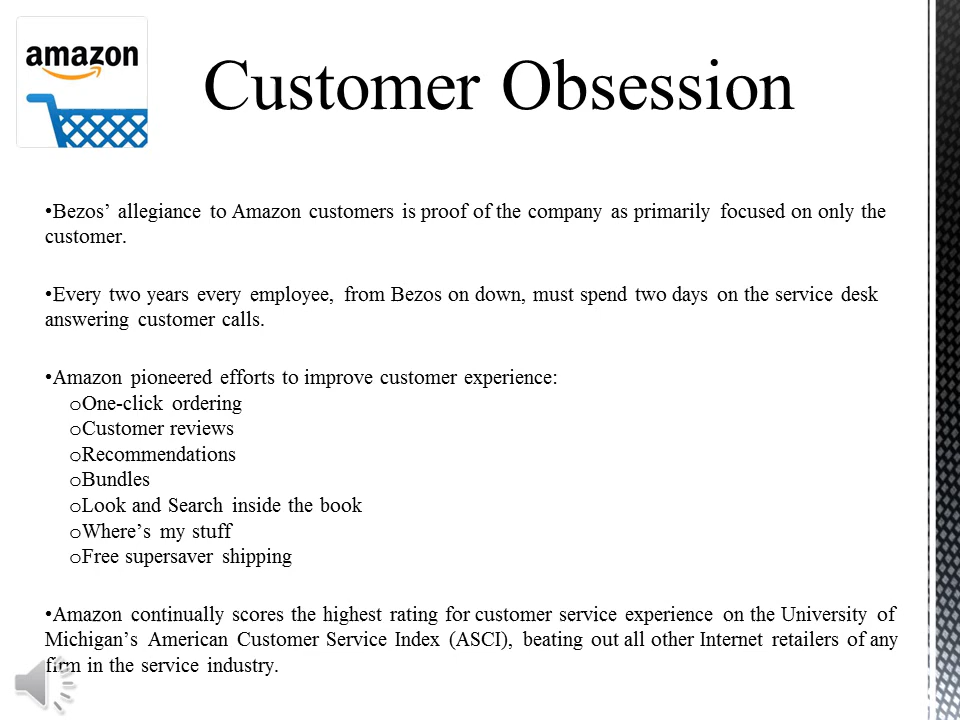 amazon
Customer Obsession
•Bezos’ allegiance to Amazon customers is proof of the company as primarily focused on only the
customer.
•Every two years every employee, from Bezos on down, must spend two days on the service desk
answering customer calls.
•Amazon pioneered efforts to improve customer experience:
oOne-click ordering
oCustomer reviews
oRecommendations
oBundles
oLook and Search inside the book
oWhere’s my stuff
oFree supersaver shipping
•Amazon continually scores the highest rating for customer service experience on the University of
Michigan’s American Customer Service Index (ASCI), beating out all other Internet retailers of any
firm in the service industry.